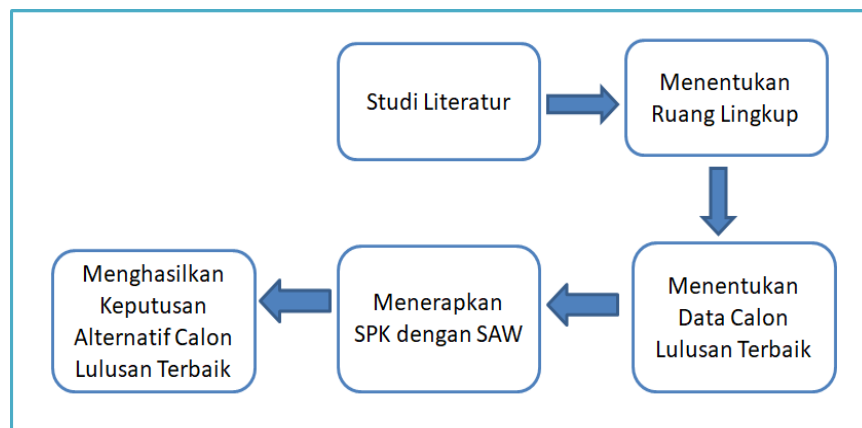 Studi Literatur
Menentukan
Ruang Lingkup
Menentukan
Data Calon
Lulusan Terbaik
Menerapkan
SPK dengan SAW
Menghasilkan
Keputusan
Alternatif Calon
Lulusan Terbaik